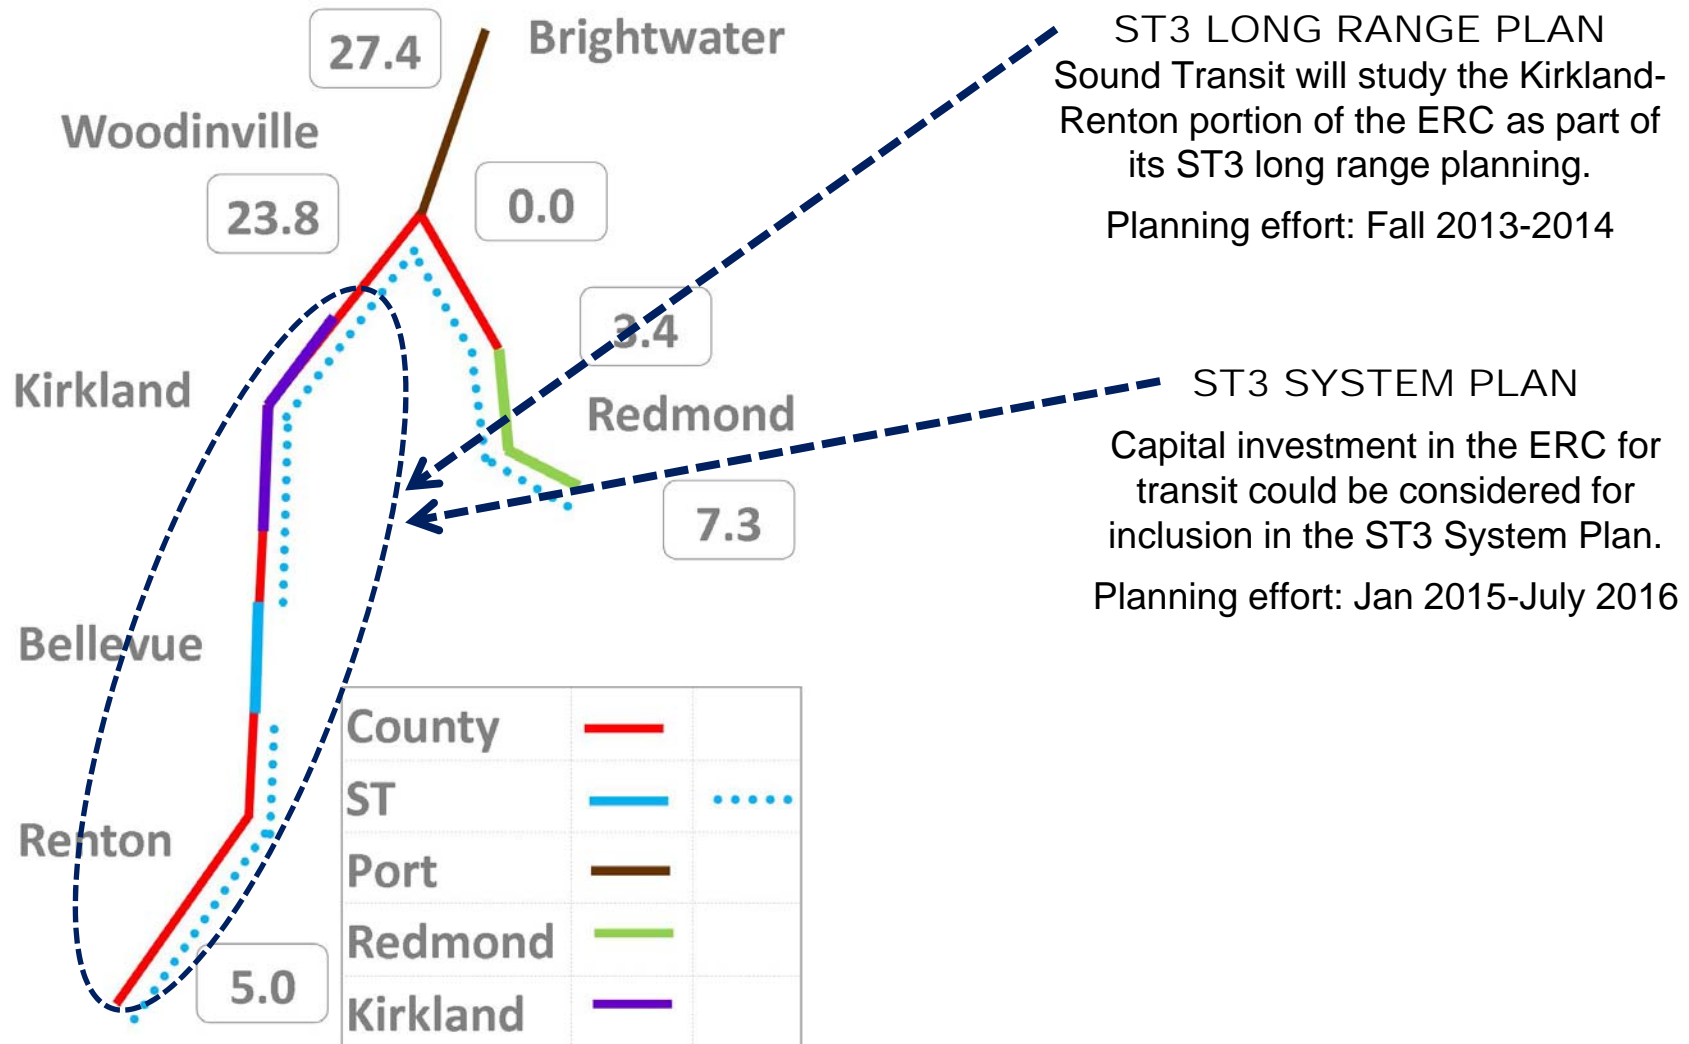 27.4
Brightwater
Woodinville
23.8
0.0
3.4
Kirkland
Redmond
7.3
Bellevue
Renton
5.0
County
ST
Port
Redmond
Kirkland
ST3 LONG RANGE PLAN
Sound Transit will study the Kirkland-
Renton portion of the ERC as part of
its ST3 long range planning.
Planning effort: Fall 2013-2014
ST3 SYSTEM PLAN
Capital investment in the ERC for
transit could be considered for
inclusion in the ST3 System Plan.
Planning effort: Jan 2015-July 2016